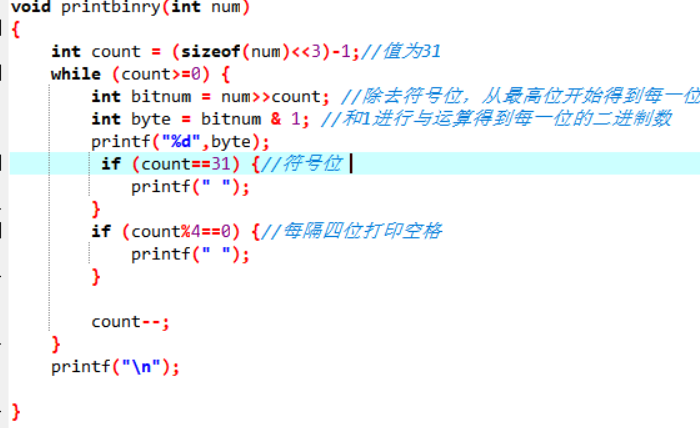 void printbinry(int num)
{
int count = (sizeof(num)<<3)-1;//值为31
while (count>=0) {
int bitnum = num>>count; //除去符号位，从最高位开始得到每一位
int byte = bitnum & 1; //和1进行与运算得到每一位的二进制数
printf("%d",byte);
if (count==31) {//符号位
printf(" ");
}
if (count%4==0) {//每隔四位打印空格
printf(" ");
}
count--;
}
printf("\n");
}